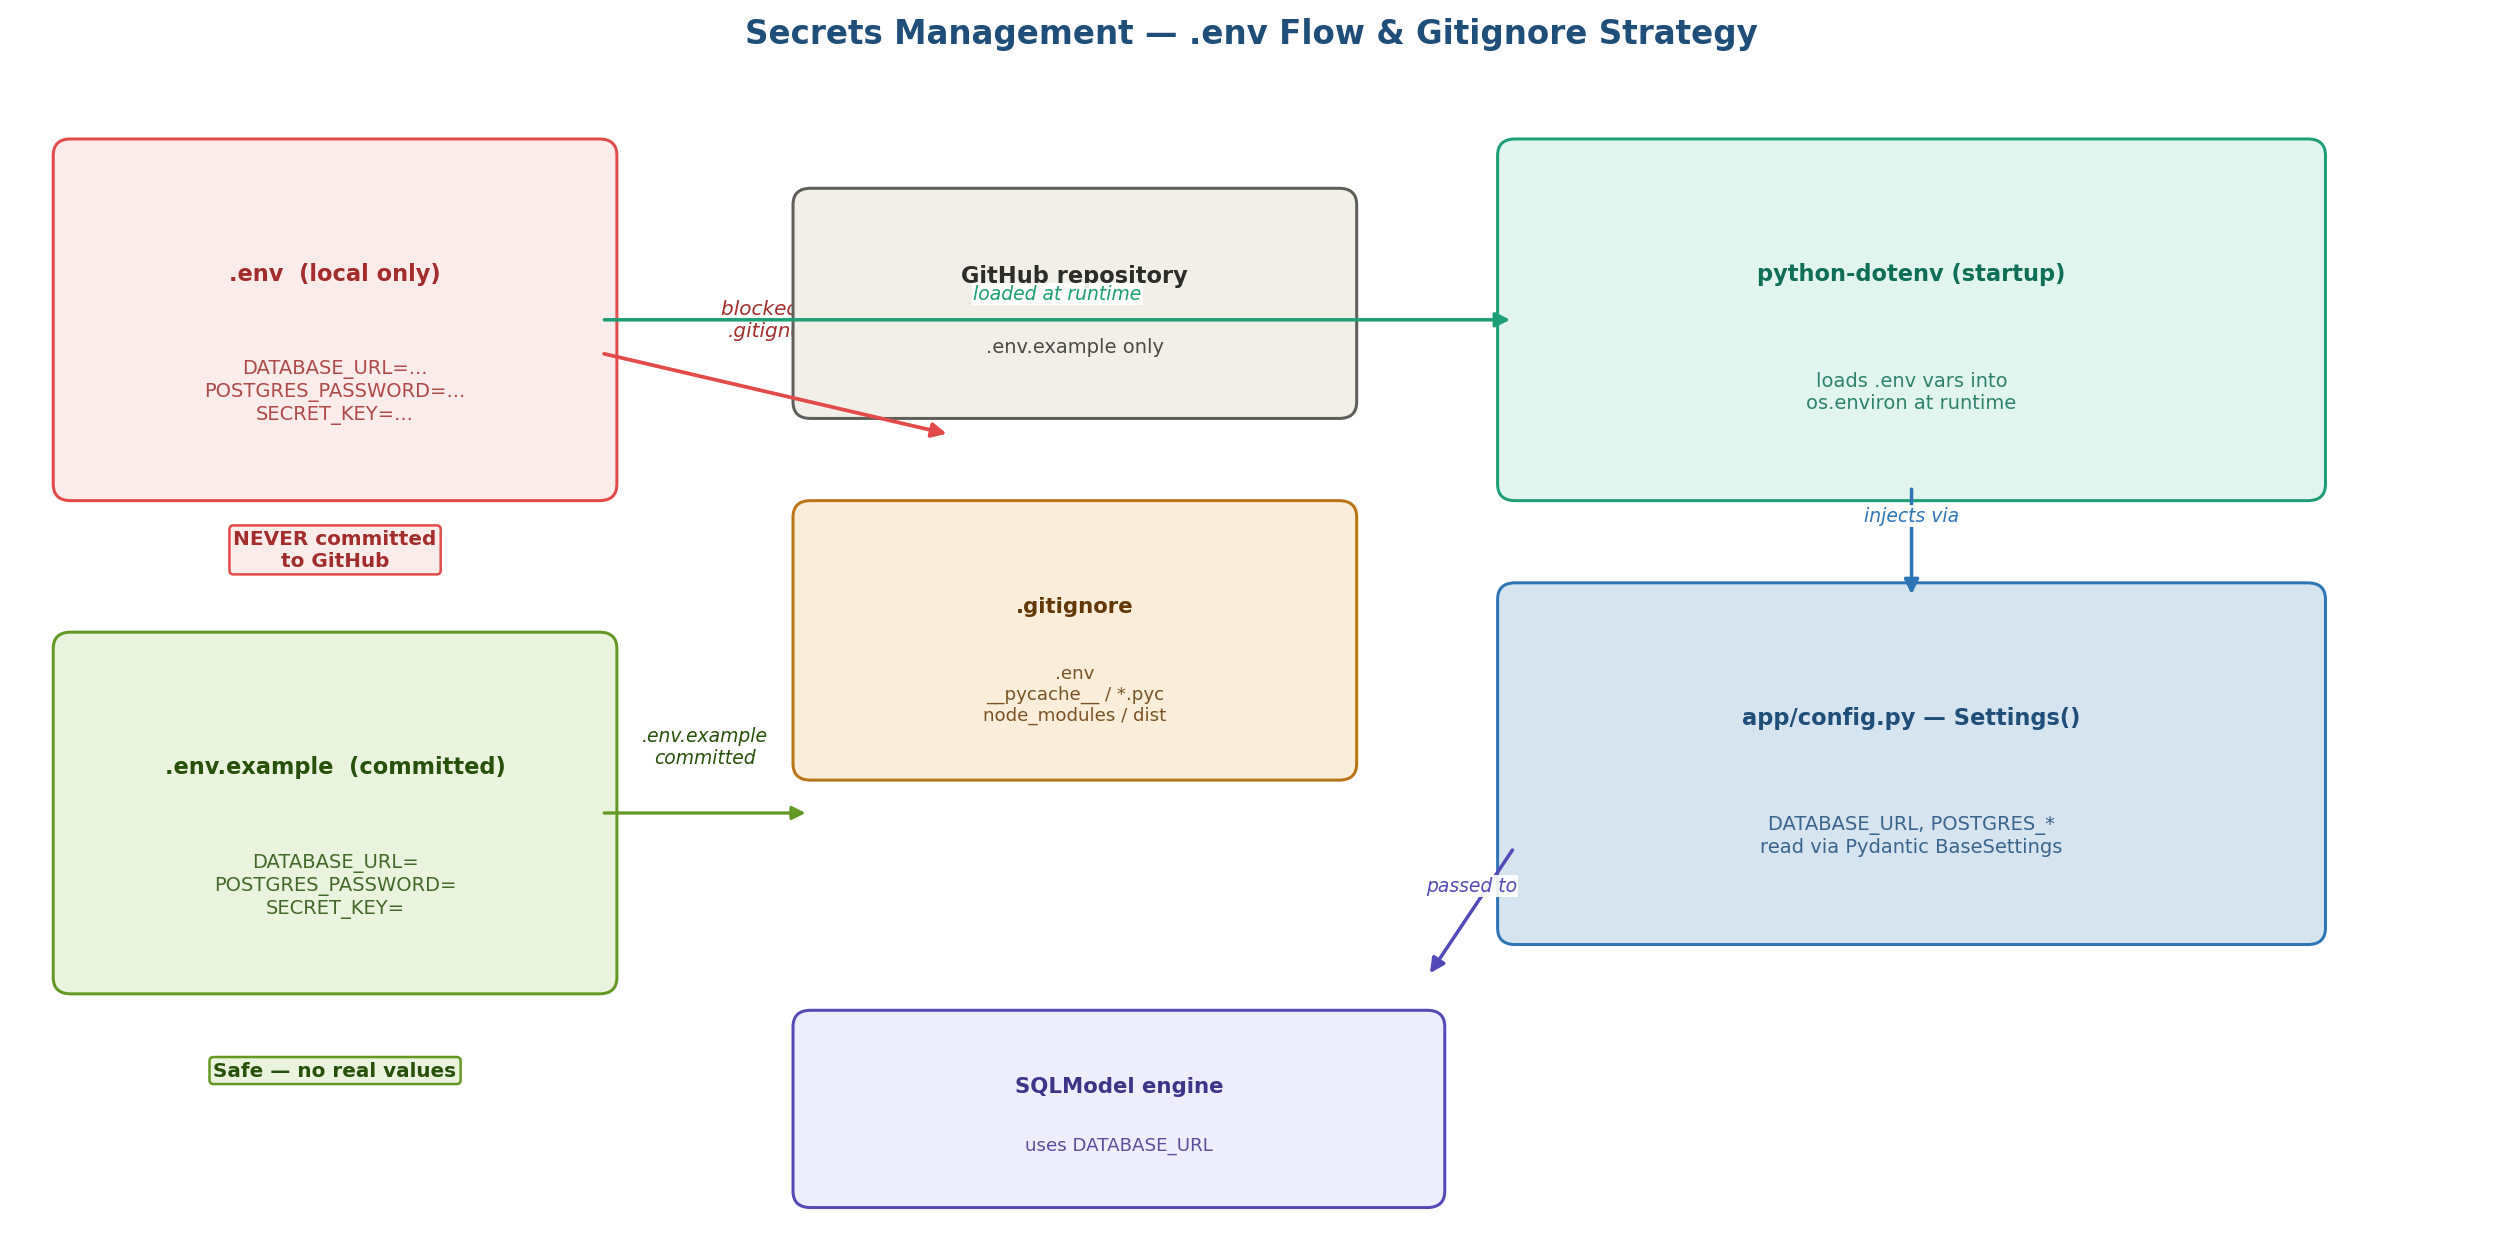 Secrets Management — .env Flow & Gitignore Strategy
.env  (local only)
DATABASE_URL=...
POSTGRES_PASSWORD=...
SECRET_KEY=...
NEVER committed
to GitHub
GitHub repository
loaded at runtime
.env.example only
python-dotenv (startup)
loads .env vars into
os.environ at runtime
injects via
.gitignore
.env
__pycache__ / *.pyc
node_modules / dist
.env.example
committed
.env.example  (committed)
DATABASE_URL=
POSTGRES_PASSWORD=
SECRET_KEY=
Safe — no real values
app/config.py — Settings()
DATABASE_URL, POSTGRES_*
read via Pydantic BaseSettings
passed to
SQLModel engine
uses DATABASE_URL